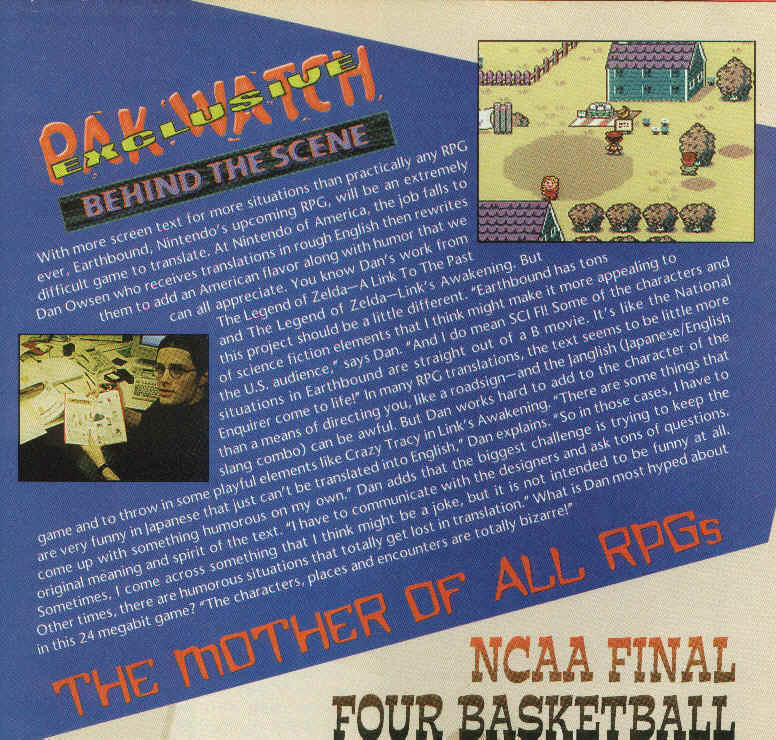 PAK WATCH
EXCLUSIVE
BEHIND THE SCENE
With more screen text for more situations than practically any RPG
ever, Earthbound, Nintendo's upcoming RPG, will be an extremely
difficult game to translate. At Nintendo of America, the job falls to
Dan Owsen who receives translations in rough English then rewrites
them to add an American flavor along with humor that we
can all appreciate. You know Dan's work from
The Legend of Zelda—A Link To The Past
and The Legend of Zelda—Link's Awakening. But
this project should be a little different. "Earthbound has tons
of science fiction elements that I think might make it more appealing to
the U.S. audience," says Dan. "And I do mean SCI FI! Some of the characters and
situations in Earthbound are straight out of a B movie. It's like the National
Enquirer come to life!" In many RPG translations, the text seems to be little more
than a means of directing you, like a roadsign—and the Janglish (Japanese/English
slang combo) can be awful. But Dan works hard to add to the character of the
game and to throw in some playful elements like Crazy Tracy in Link's Awakening. "There are some things that
are very funny in Japanese that just can't be translated into English," Dan explains. "So in those cases, I have to
come up with something humorous on my own." Dan adds that the biggest challenge is trying to keep the
original meaning and spirit of the text. "I have to communicate with the designers and ask tons of questions.
Sometimes, I come across something that I think might be a joke, but it is not intended to be funny at all.
Other times, there are humorous situations that totally get lost in translation." What is Dan most hyped about
in this 24 megabit game? "The characters, places and encounters are totally bizarre!"
THE MOTHER OF ALL RPGs
NCAA FINAL
FOUR BASKETBALL